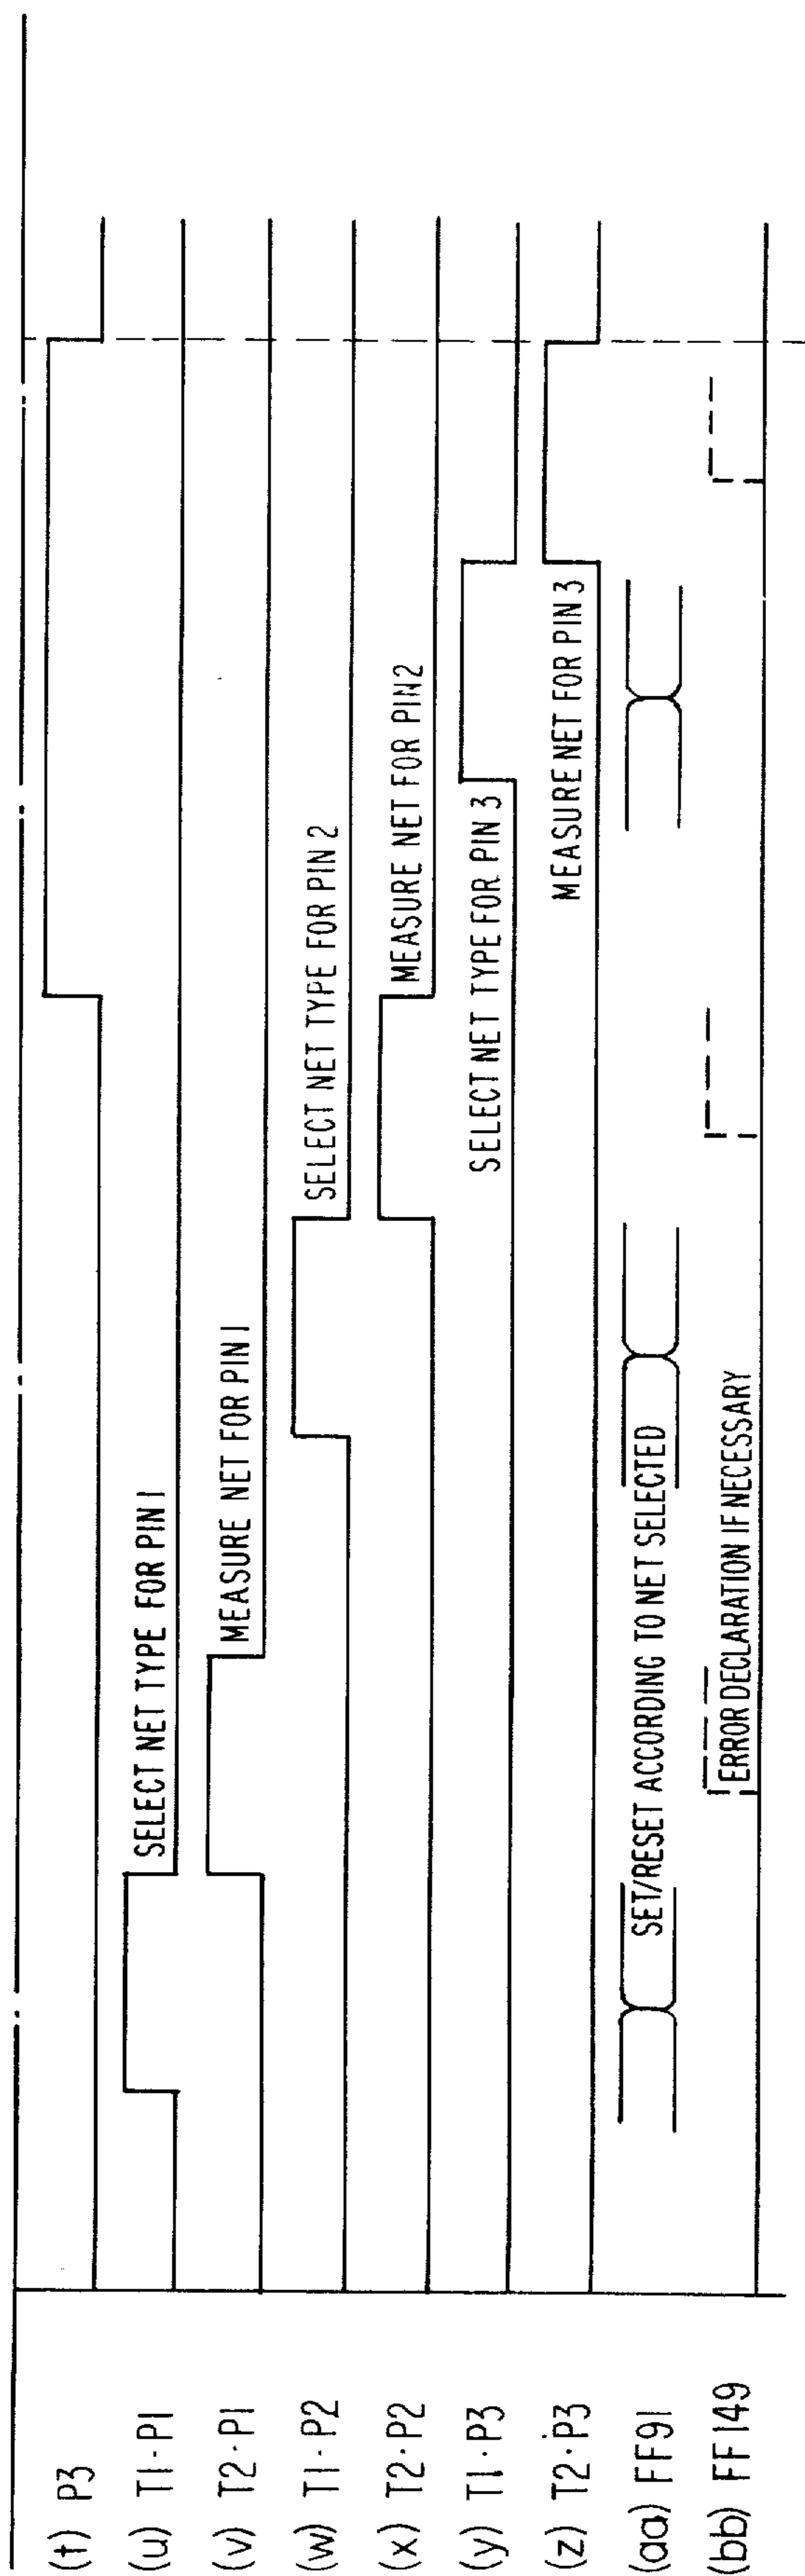 (t) P3
(u) T1-P1
SELECT NET TYPE FOR PIN 1
(v) T2·P1
MEASURE NET FOR PIN 1
(w) T1-P2
SELECT NET TYPE FOR PIN 2
(x) T2·P2
MEASURE NET FOR PIN 2
(y) T1·P3
SELECT NET TYPE FOR PIN 3
(z) T2·P3
MEASURE NET FOR PIN 3
(aa) FF91
SET/RESET ACCORDING TO NET SELECTED
(bb) FF149
ERROR DECLARATION IF NECESSARY